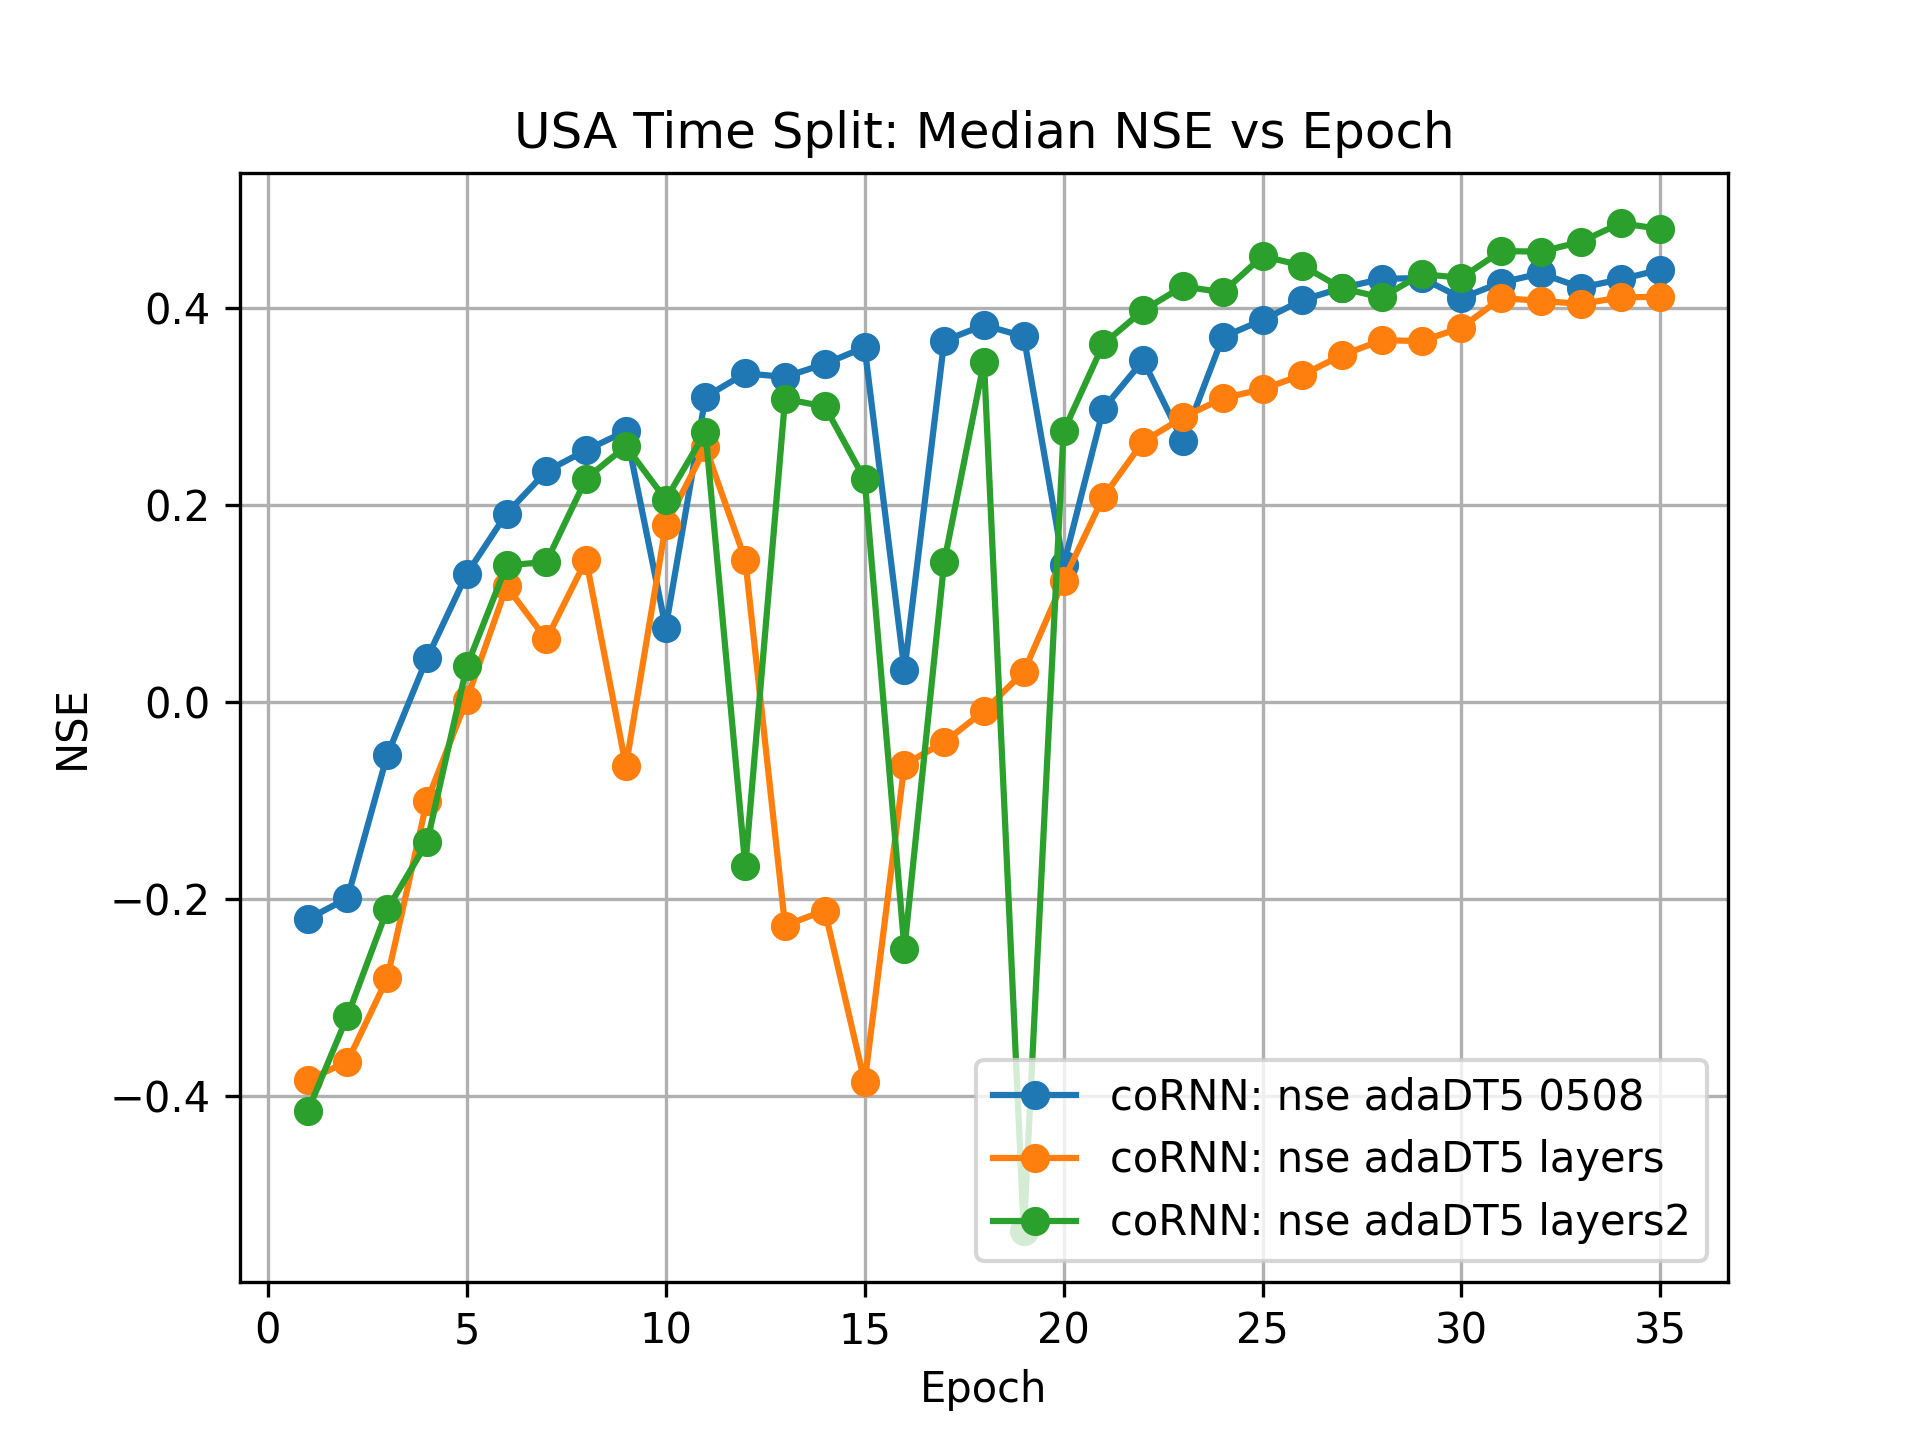 USA Time Split: Median NSE vs Epoch
NSE
0.4
0.2
0.0
−0.2
−0.4
coRNN: nse adaDT5 0508
coRNN: nse adaDT5 layers
coRNN: nse adaDT5 layers2
0 5 10 15 20 25 30 35
Epoch